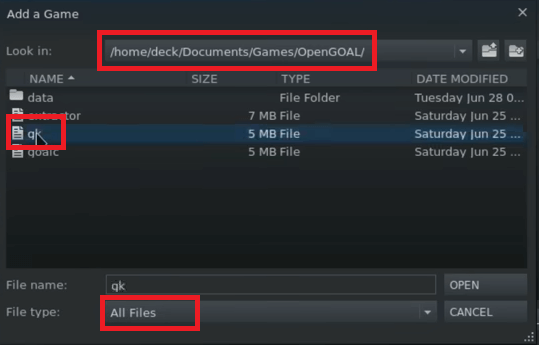 Add a Game
Look in: /home/deck/Documents/Games/OpenGOAL/
NAME SIZE TYPE DATE MODIFIED
data File Folder Tuesday Jun 28 0...
extractor 7 MB File Saturday Jun 25 ...
gk 5 MB File Saturday Jun 25 ...
goalc 5 MB File Saturday Jun 25 ...
File name: gk OPEN
File type: All Files CANCEL